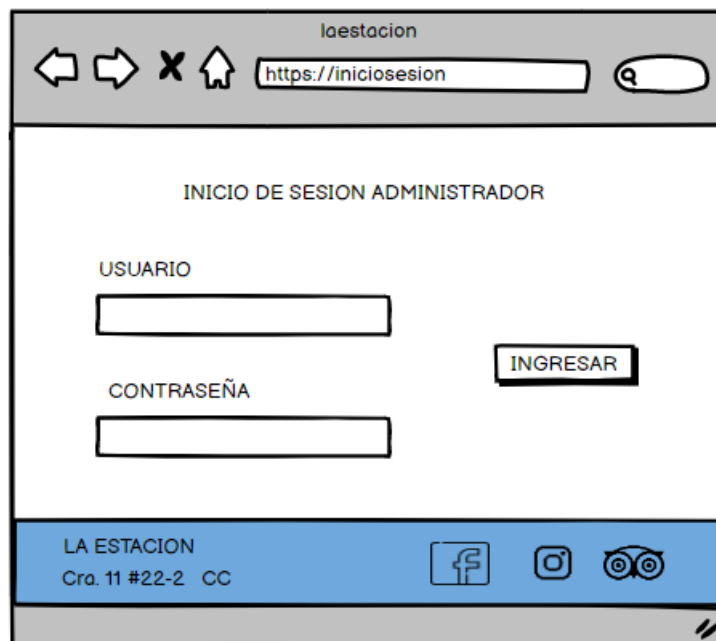 laestacion
https://iniciosesion
INICIO DE SESION ADMINISTRADOR
USUARIO
INGRESAR
CONTRASEÑA
LA ESTACION
Cra. 11 #22-2 CC